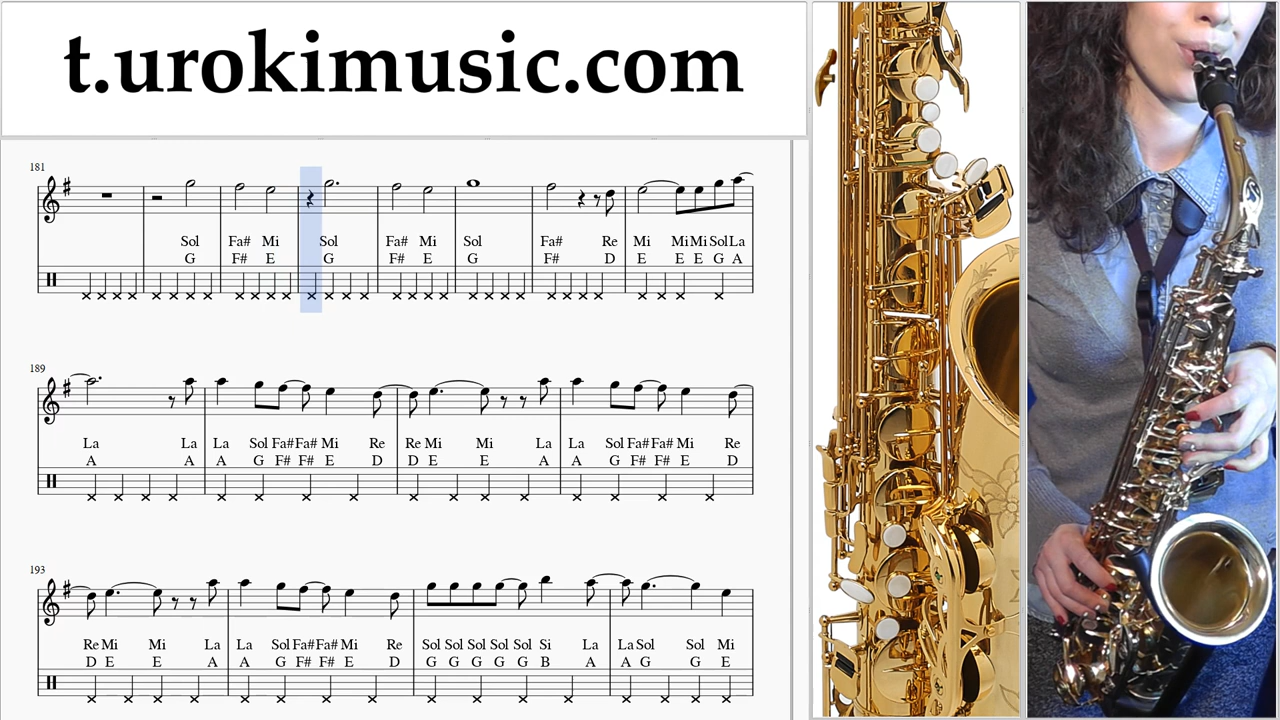 t.urokimusic.com
181
Sol Fa# Mi Sol Fa# Mi Sol Fa# Re Mi Mi Mi Sol La
G F# E G F# E G F# D E E E G A
189
La La La Sol Fa# Fa# Mi Re Re Mi Mi La La Sol Fa# Fa# Mi Re
A A A G F# F# E D D E E A A G F# F# E D
193
Re Mi Mi La La Sol Fa# Fa# Mi Re Sol Sol Sol Sol Sol Si La La Sol Sol Mi
D E E A A G F# F# E D G G G G G B A A G G E